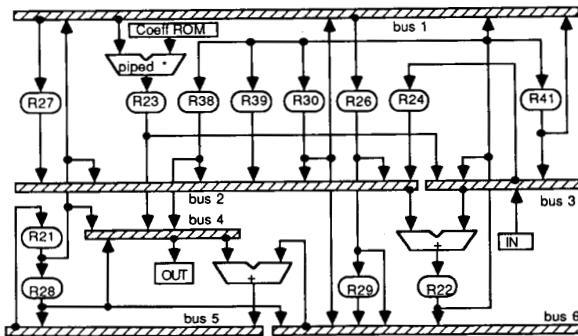 bus 1
Coeff ROM
piped *
R27
R23
R38
R39
R30
R26
R24
R41
bus 2
bus 3
bus 4
R21
OUT
+
+
IN
R28
R29
R22
bus 5
bus 6